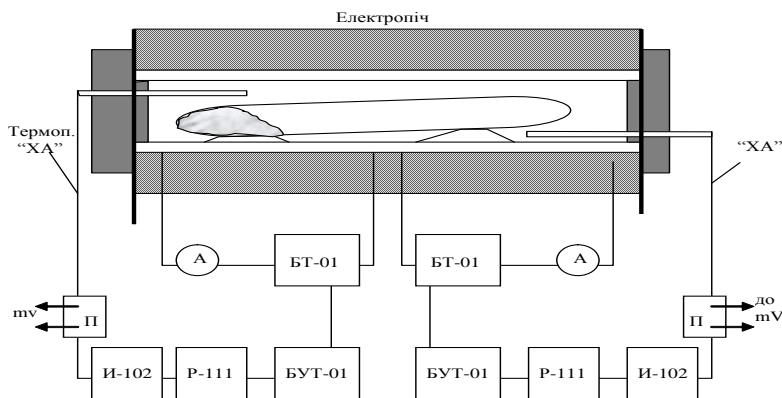 Електропіч
Термоп.
“ХА”
“ХА”
А
БТ-01
БТ-01
А
mv
П
П
до
mV
И-102
Р-111
БУТ-01
БУТ-01
Р-111
И-102